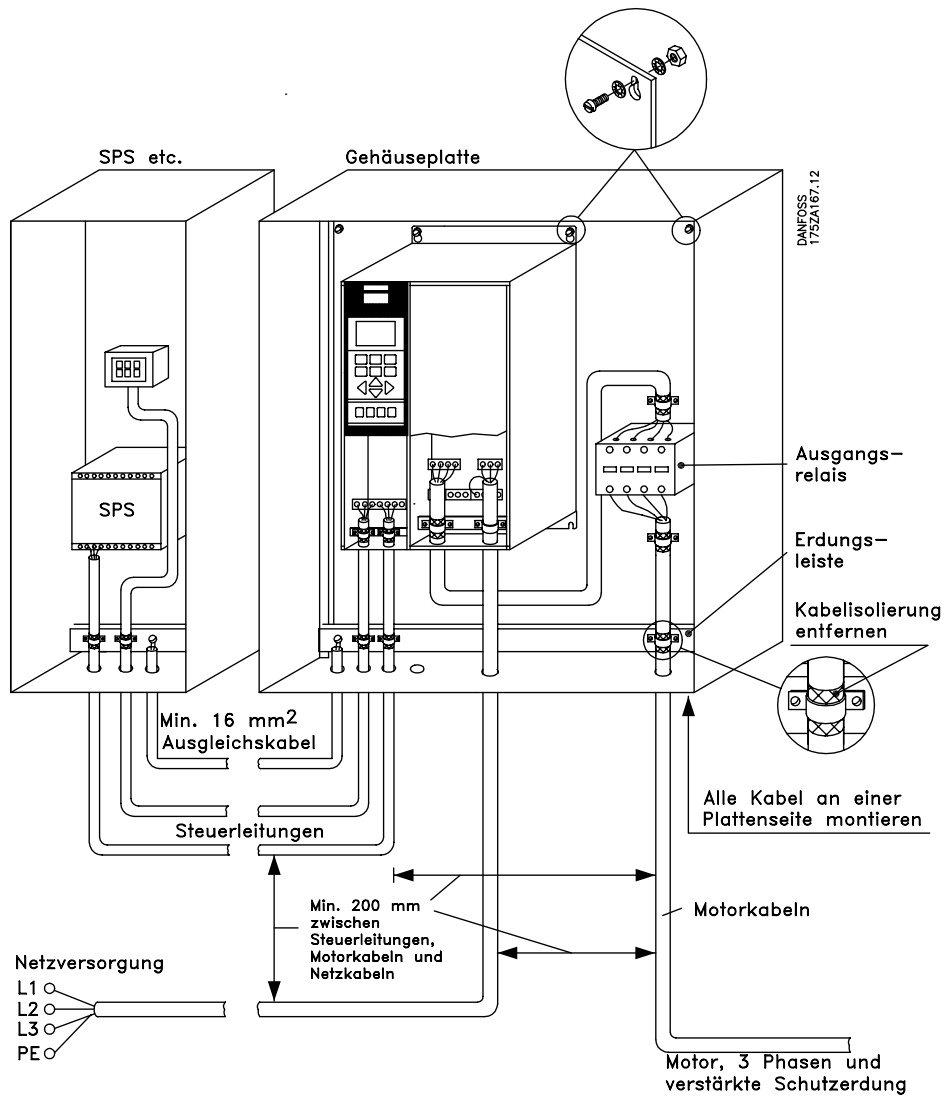 SPS etc.
Gehäuseplatte
DANFOSS
175ZA167.12
SPS
Ausgangs-
relais
Erdungs-
leiste
Kabelisolierung
entfernen
Min. 16 mm2
Ausgleichskabel
Alle Kabel an einer
Plattenseite montieren
Steuerleitungen
Min. 200 mm
zwischen
Steuerleitungen,
Motorkabeln und
Netzkabeln
Motorkabeln
Netzversorgung
L1
L2
L3
PE
Motor, 3 Phasen und
verstärkte Schutzerdung